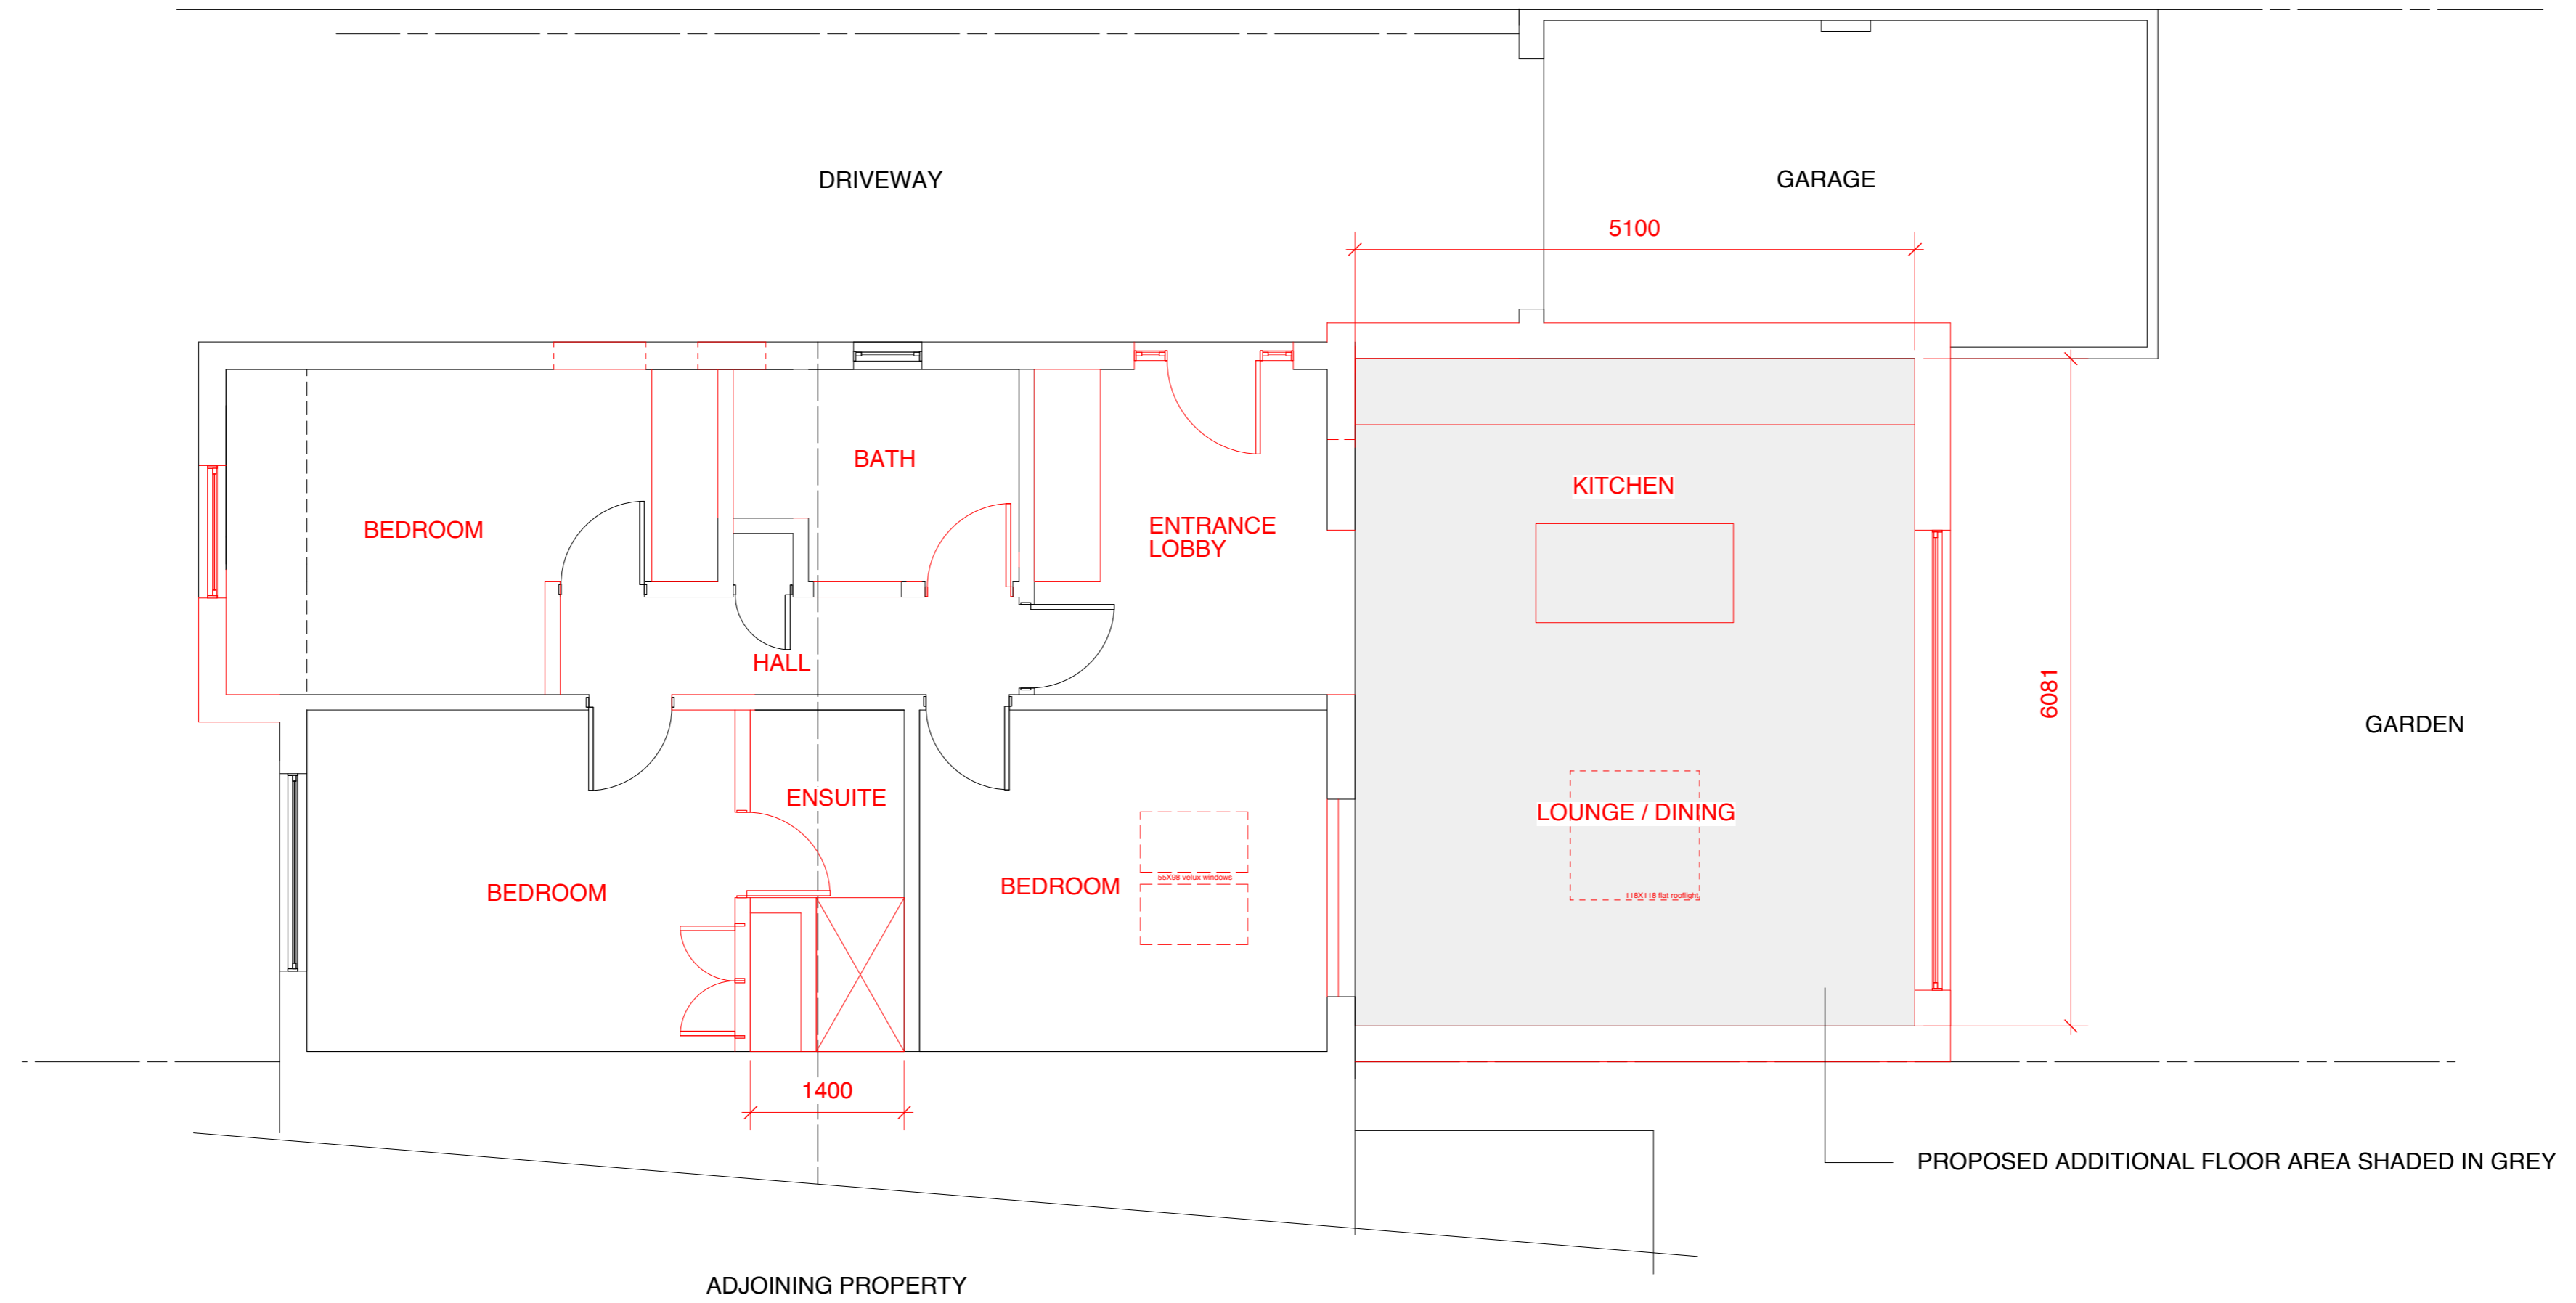 DRIVEWAY
GARAGE
5100
BATH
KITCHEN
BEDROOM
ENTRANCE
LOBBY
HALL
6081
GARDEN
ENSUITE
LOUNGE / DINING
55X98 velux windows
BEDROOM
BEDROOM
118X118 flat rooflight
1400
PROPOSED ADDITIONAL FLOOR AREA SHADED IN GREY
ADJOINING PROPERTY